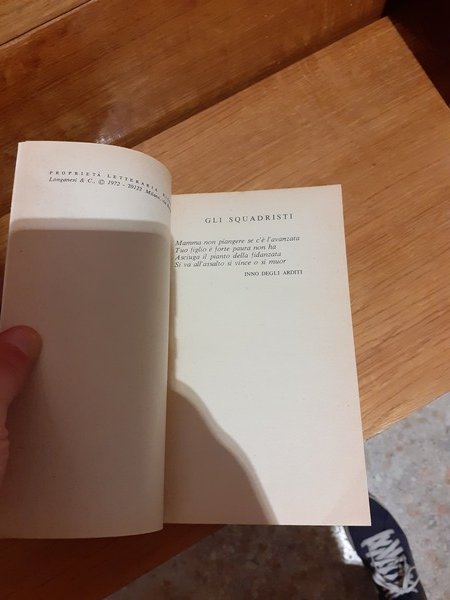 PROPRIETÀ LETTERARIA
Longanesi & C., © 1972 - 20122 Milano,
GLI SQUADRISTI
Mamma non piangere se c'è l'avanzata
Tuo figlio è forte paura non ha
Asciuga il pianto della fidanzata
Si va all'assalto si vince o si muor
INNO DEGLI ARDITI